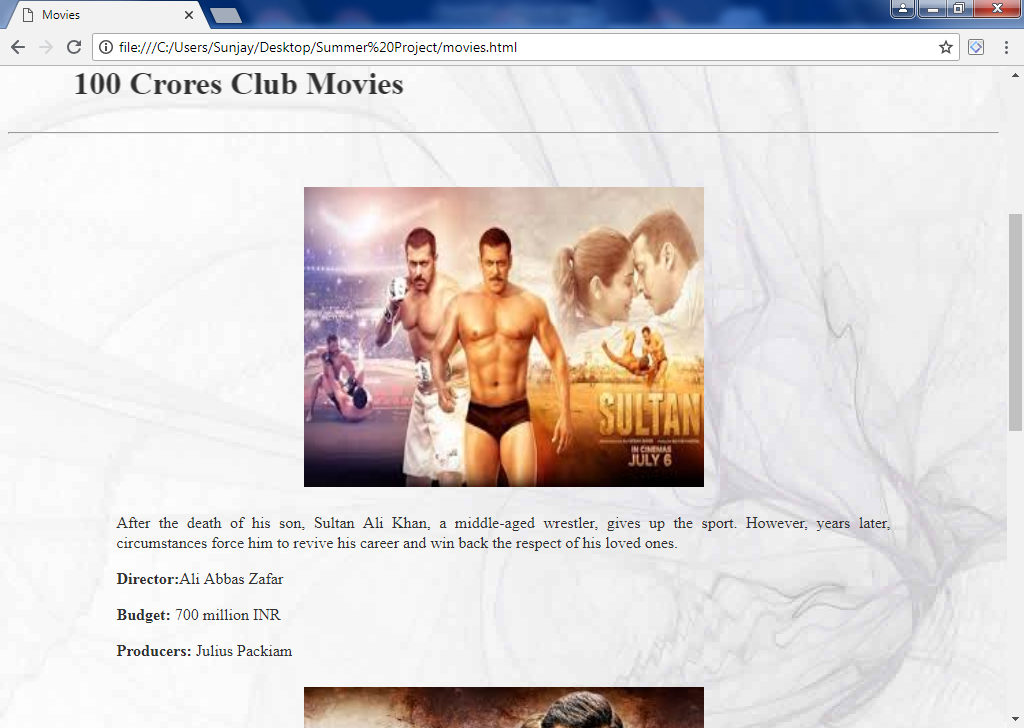 Movies
file:///C:/Users/Sunjay/Desktop/Summer%20Project/movies.html
100 Crores Club Movies
SULTAN
IN CINEMAS
JULY 6
After the death of his son, Sultan Ali Khan, a middle-aged wrestler, gives up the sport. However, years later,
circumstances force him to revive his career and win back the respect of his loved ones.
Director:Ali Abbas Zafar
Budget: 700 million INR
Producers: Julius Packiam